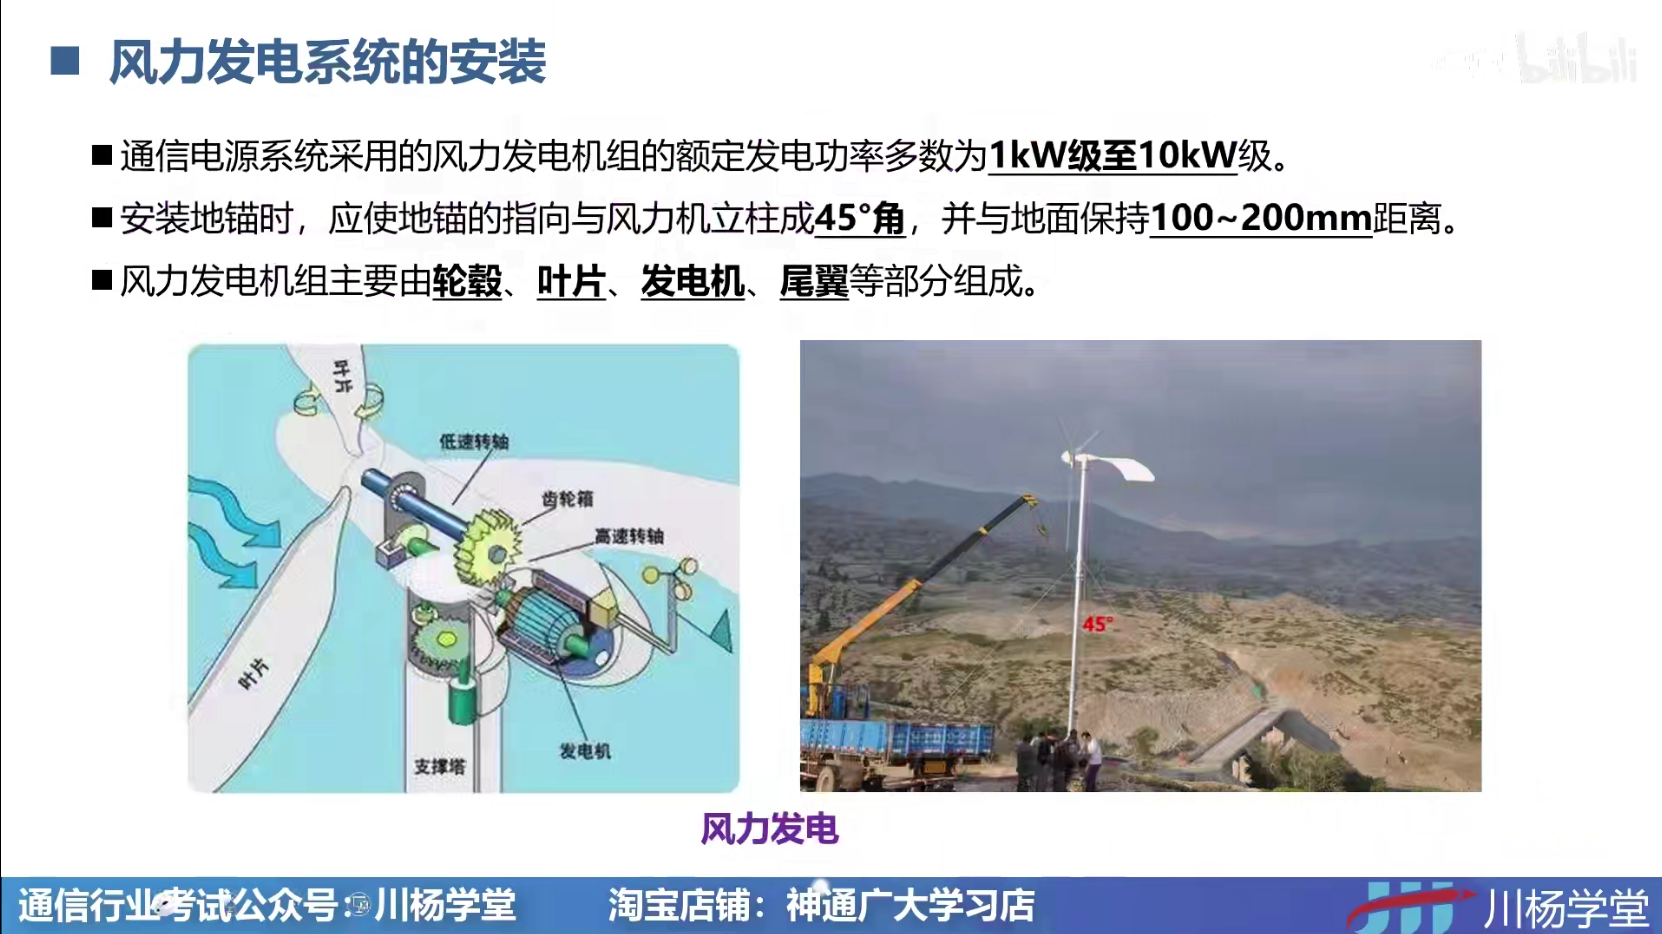 风力发电系统的安装
bilibili
通信电源系统采用的风力发电机组的额定发电功率多数为1kW级至10kW级。
安装地锚时，应使地锚的指向与风力机立柱成45°角，并与地面保持100~200mm距离。
风力发电机组主要由轮毂、叶片、发电机、尾翼等部分组成。
叶片
低速转轴
齿轮箱
高速转轴
叶片
发电机
支撑塔
45°
风力发电
通信行业考试公众号：川杨学堂
淘宝店铺：神通广大学习店
川杨学堂